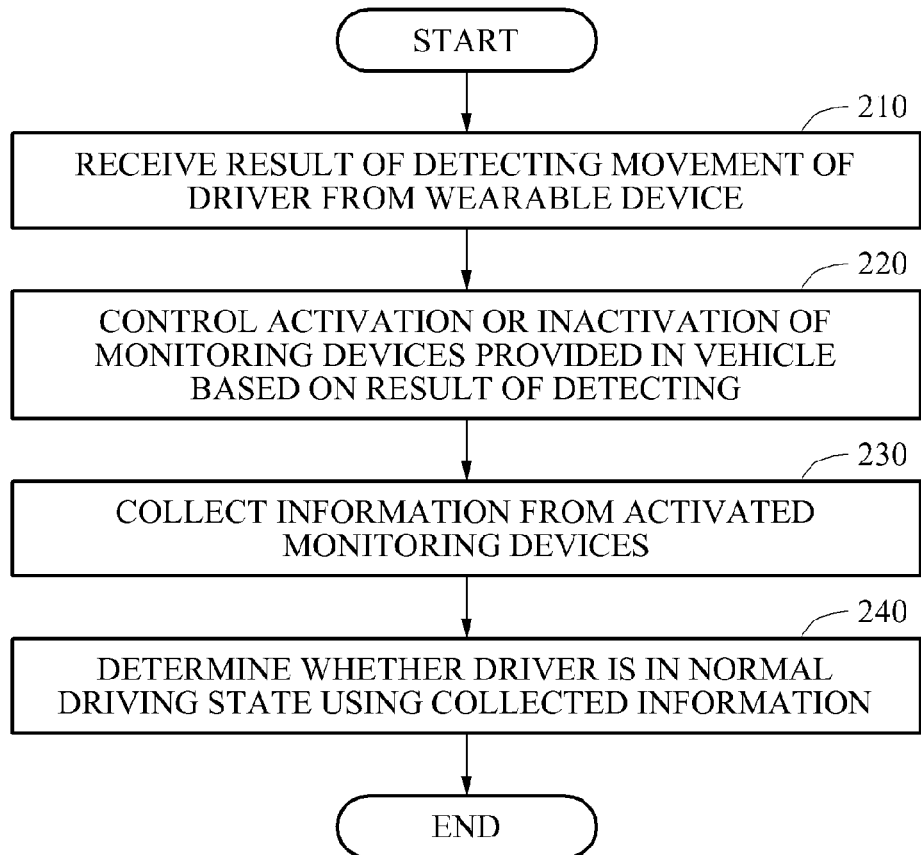 START
210
RECEIVE RESULT OF DETECTING MOVEMENT OF
DRIVER FROM WEARABLE DEVICE
220
CONTROL ACTIVATION OR INACTIVATION OF
MONITORING DEVICES PROVIDED IN VEHICLE
BASED ON RESULT OF DETECTING
230
COLLECT INFORMATION FROM ACTIVATED
MONITORING DEVICES
240
DETERMINE WHETHER DRIVER IS IN NORMAL
DRIVING STATE USING COLLECTED INFORMATION
END